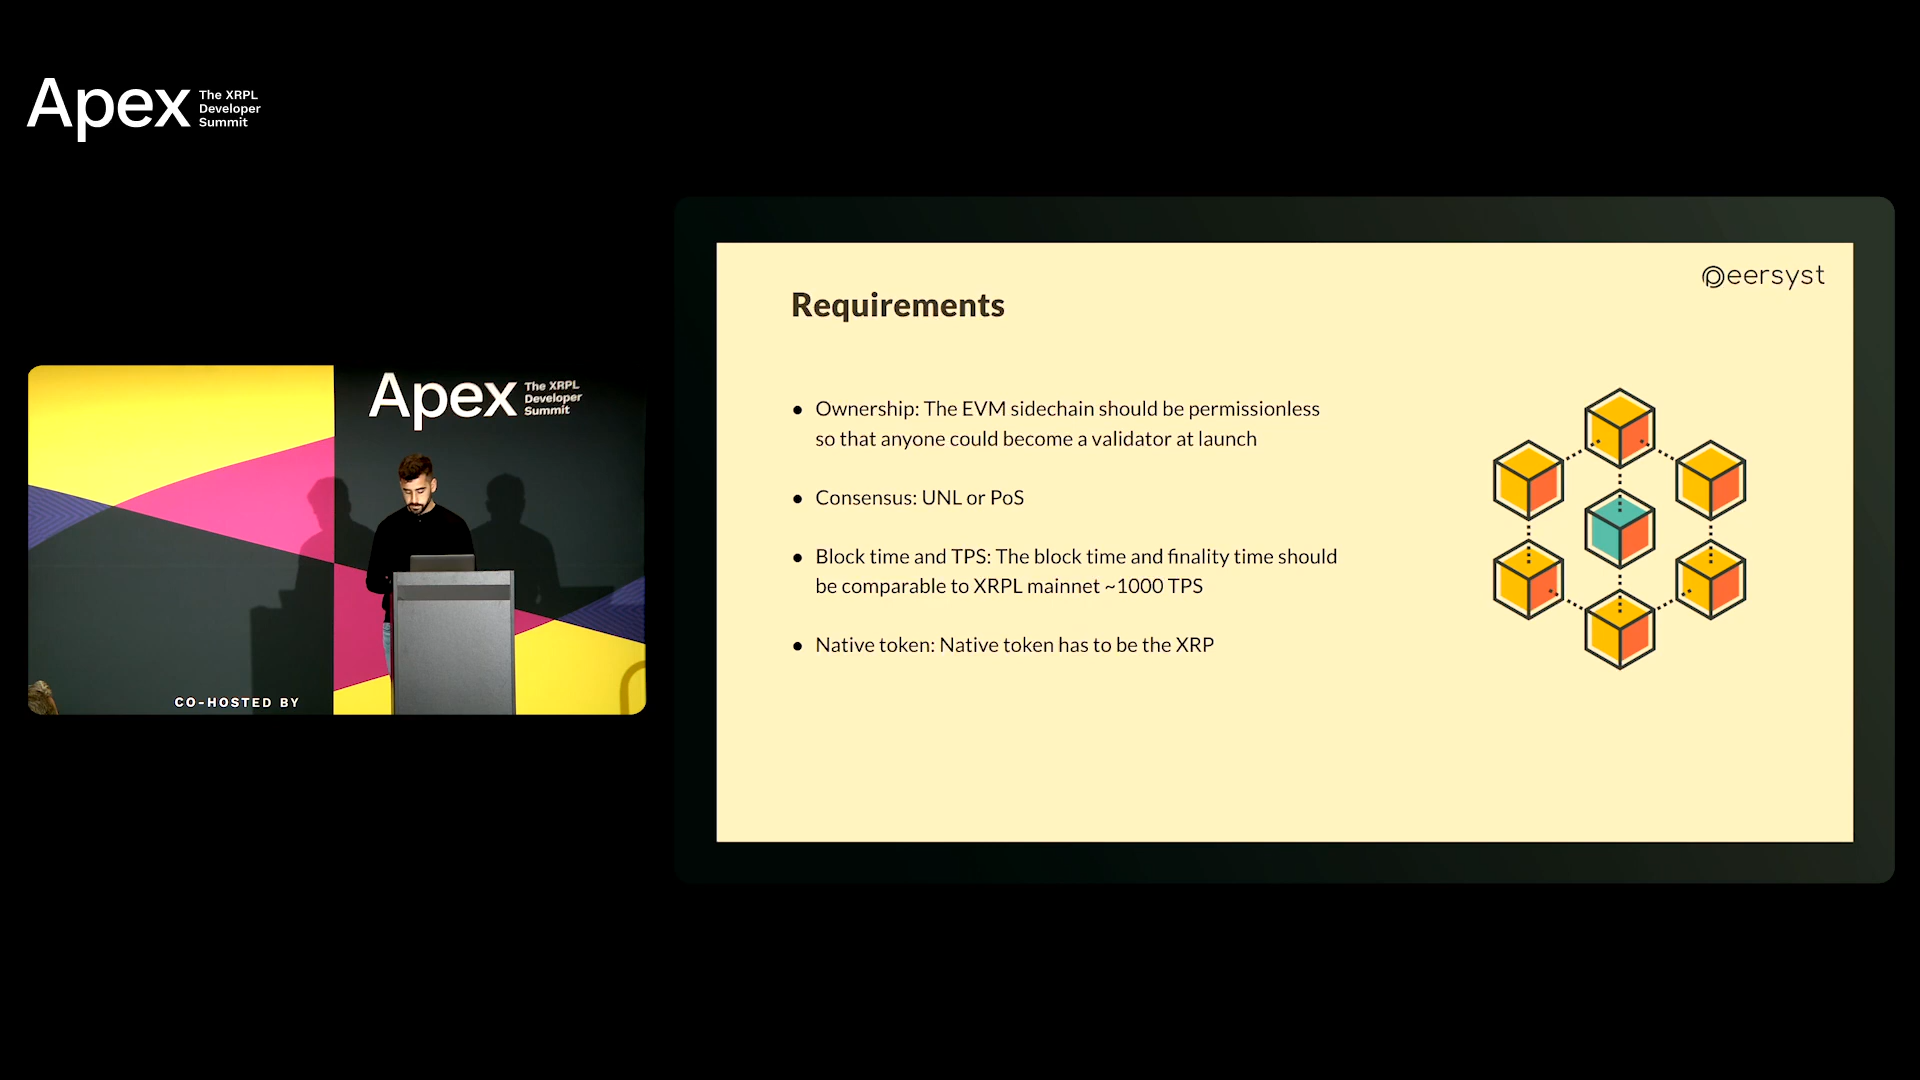 Apex
The XRPL
Developer
Summit
Apex
The XRPL
Developer
Summit
CO-HOSTED BY
peersyst
Requirements
● Ownership: The EVM sidechain should be permissionless
so that anyone could become a validator at launch
● Consensus: UNL or PoS
● Block time and TPS: The block time and finality time should
be comparable to XRPL mainnet ~1000 TPS
● Native token: Native token has to be the XRP